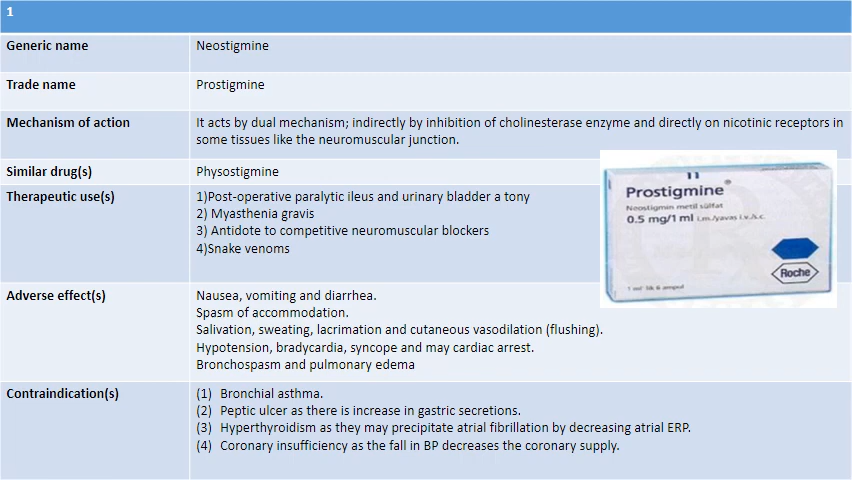 1
Generic name
Neostigmine
Trade name
Prostigmine
Mechanism of action
It acts by dual mechanism; indirectly by inhibition of cholinesterase enzyme and directly on nicotinic receptors in
some tissues like the neuromuscular junction.
Similar drug(s)
Physostigmine
Therapeutic use(s)
1)Post-operative paralytic ileus and urinary bladder a tony
2) Myasthenia gravis
3) Antidote to competitive neuromuscular blockers
4)Snake venoms
Prostigmine®
Neostigmin metil sülfat
0.5 mg/1 ml i.m./yavas i.v./s.c.
Roche
Adverse effect(s)
Nausea, vomiting and diarrhea.
Spasm of accommodation.
Salivation, sweating, lacrimation and cutaneous vasodilation (flushing).
Hypotension, bradycardia, syncope and may cardiac arrest.
Bronchospasm and pulmonary edema
Contraindication(s)
(1) Bronchial asthma.
(2) Peptic ulcer as there is increase in gastric secretions.
(3) Hyperthyroidism as they may precipitate atrial fibrillation by decreasing atrial ERP.
(4) Coronary insufficiency as the fall in BP decreases the coronary supply.